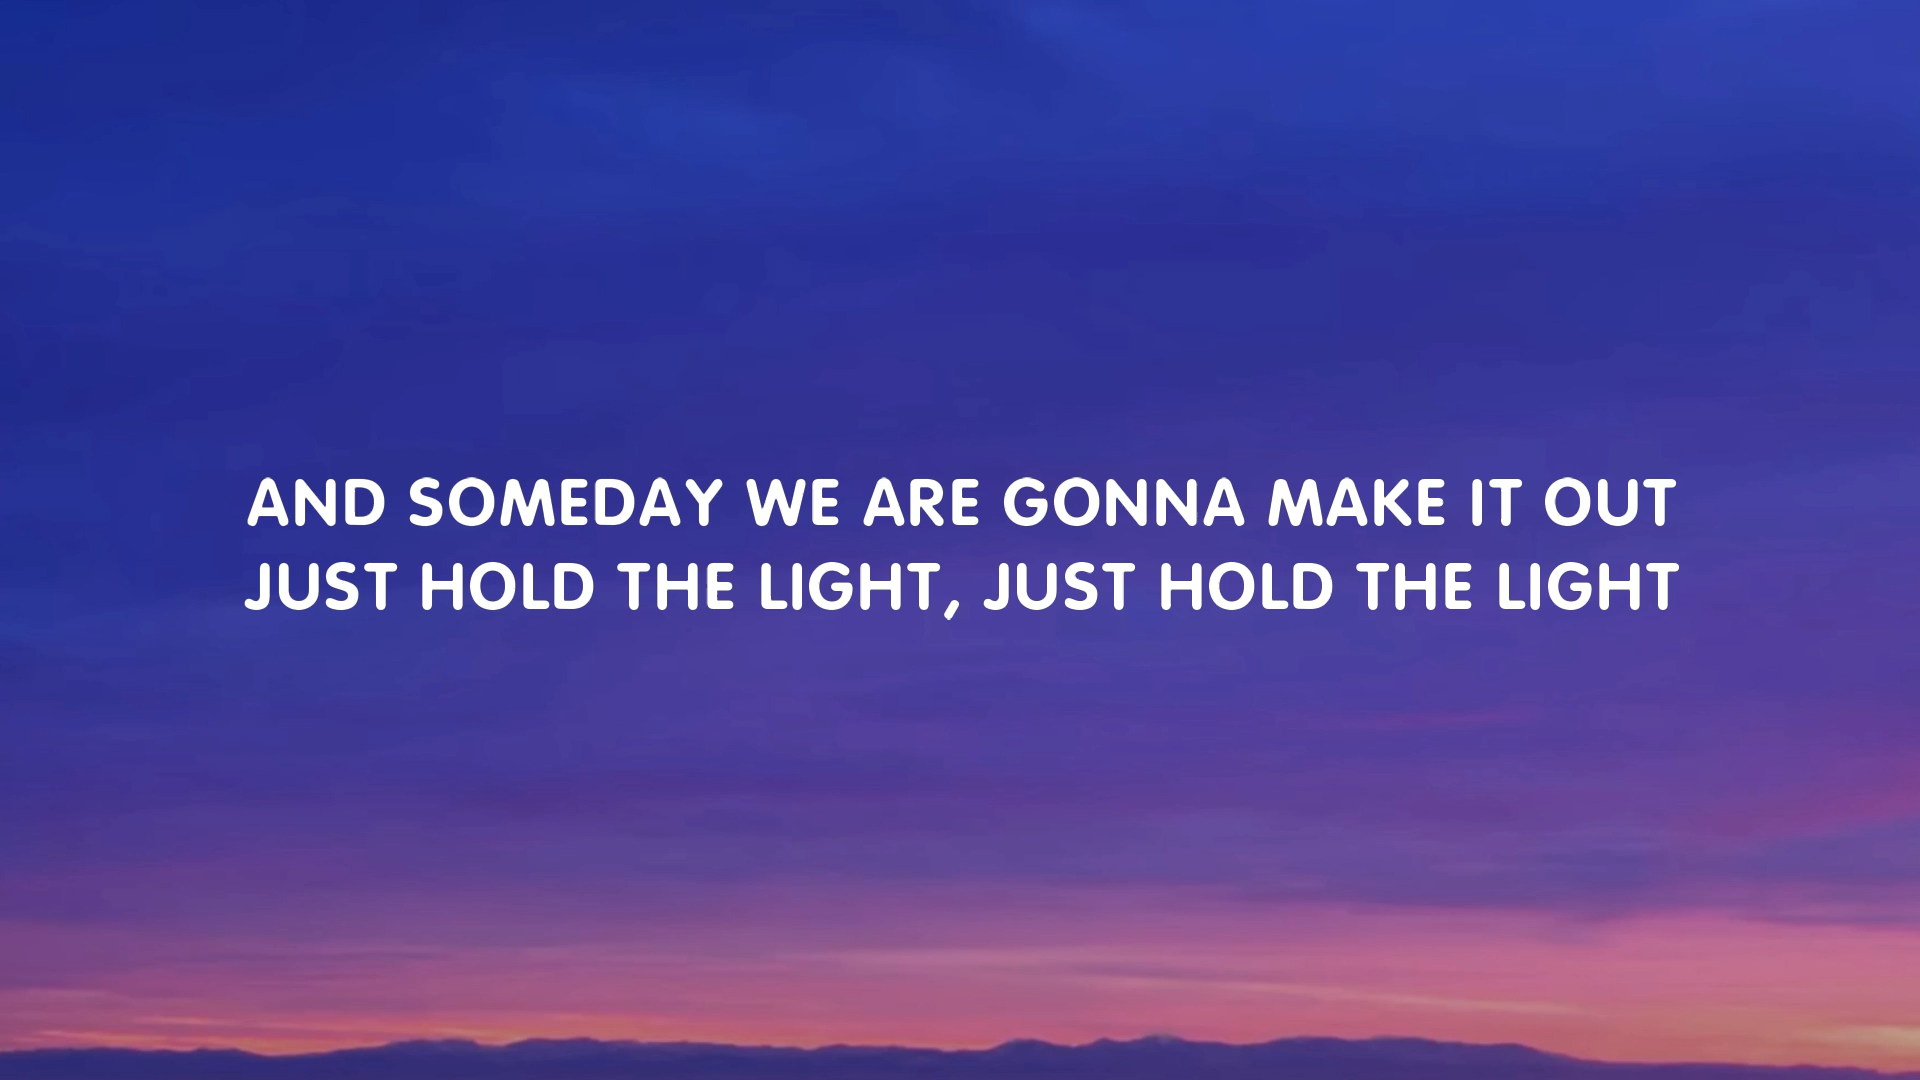 AND SOMEDAY WE ARE GONNA MAKE IT OUT
JUST HOLD THE LIGHT, JUST HOLD THE LIGHT